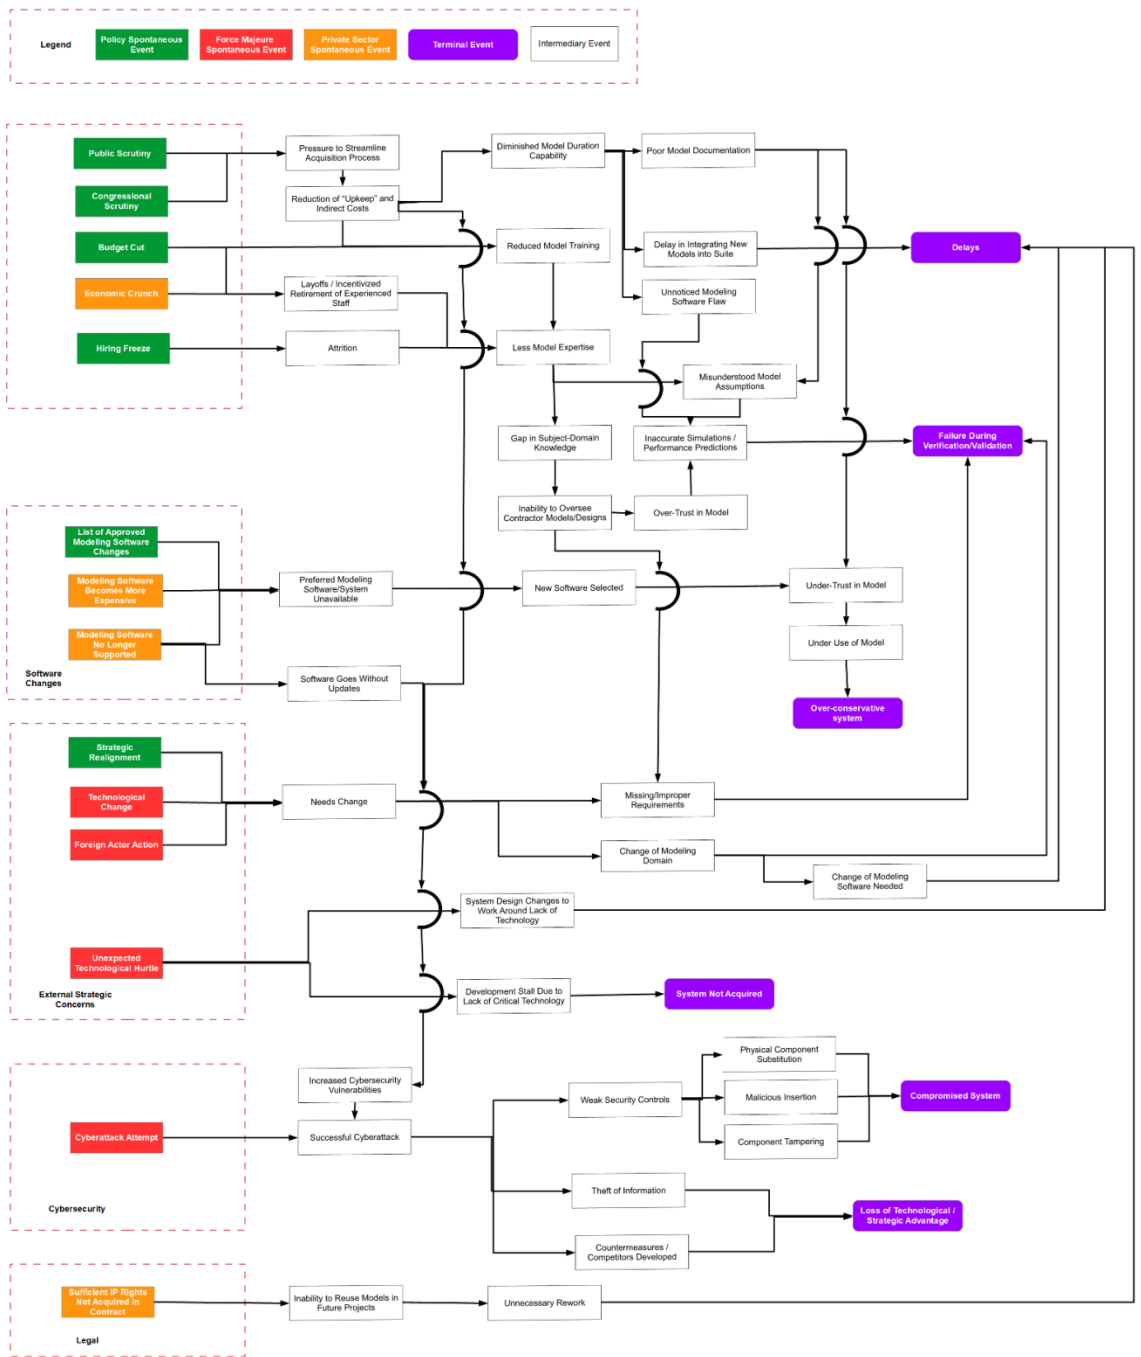 Legend
Policy Spontaneous
Event
Force Majeure
Spontaneous Event
Private Sector
Spontaneous Event
Terminal Event
Intermediary Event
Public Scrutiny
Pressure to Streamline
Acquisition Process
Diminished Model Duration
Capability
Poor Model Documentation
Congressional
Scrutiny
Reduction of "Upkeep" and
Indirect Costs
Budget Cut
Reduced Model Training
Delay in Integrating New
Models into Suite
Delays
Economic Crunch
Layoffs / Incentivized
Retirement of Experienced
Staff
Unnoticed Modeling
Software Flaw
Hiring Freeze
Attrition
Less Model Expertise
Misunderstood Model
Assumptions
Gap in Subject-Domain
Knowledge
Inaccurate Simulations /
Performance Predictions
Failure During
Verification/Validation
Inability to Oversee
Contractor Models/Designs
Over-Trust in Model
List of Approved
Modeling Software
Changes
Modeling Software
Becomes More
Expensive
Preferred Modeling
Software/System
Unavailable
New Software Selected
Under-Trust in Model
Modeling Software
No Longer
Supported
Under Use of Model
Software
Changes
Software Goes Without
Updates
Over-conservative
system
Strategic
Realignment
Technological
Change
Needs Change
Missing/Improper
Requirements
Foreign Actor Action
Change of Modeling
Domain
Change of Modeling
Software Needed
System Design Changes to
Work Around Lack of
Technology
Unexpected
Technological Hurtle
External Strategic
Concerns
Development Stall Due to
Lack of Critical Technology
System Not Acquired
Physical Component
Substitution
Increased Cybersecurity
Vulnerabilities
Weak Security Controls
Malicious Insertion
Compromised System
Cyberattack Attempt
Successful Cyberattack
Component Tampering
Cybersecurity
Theft of Information
Loss of Technological /
Strategic Advantage
Countermeasures /
Competitors Developed
Sufficient IP Rights
Not Acquired in
Contract
Inability to Reuse Models in
Future Projects
Unnecessary Rework
Legal